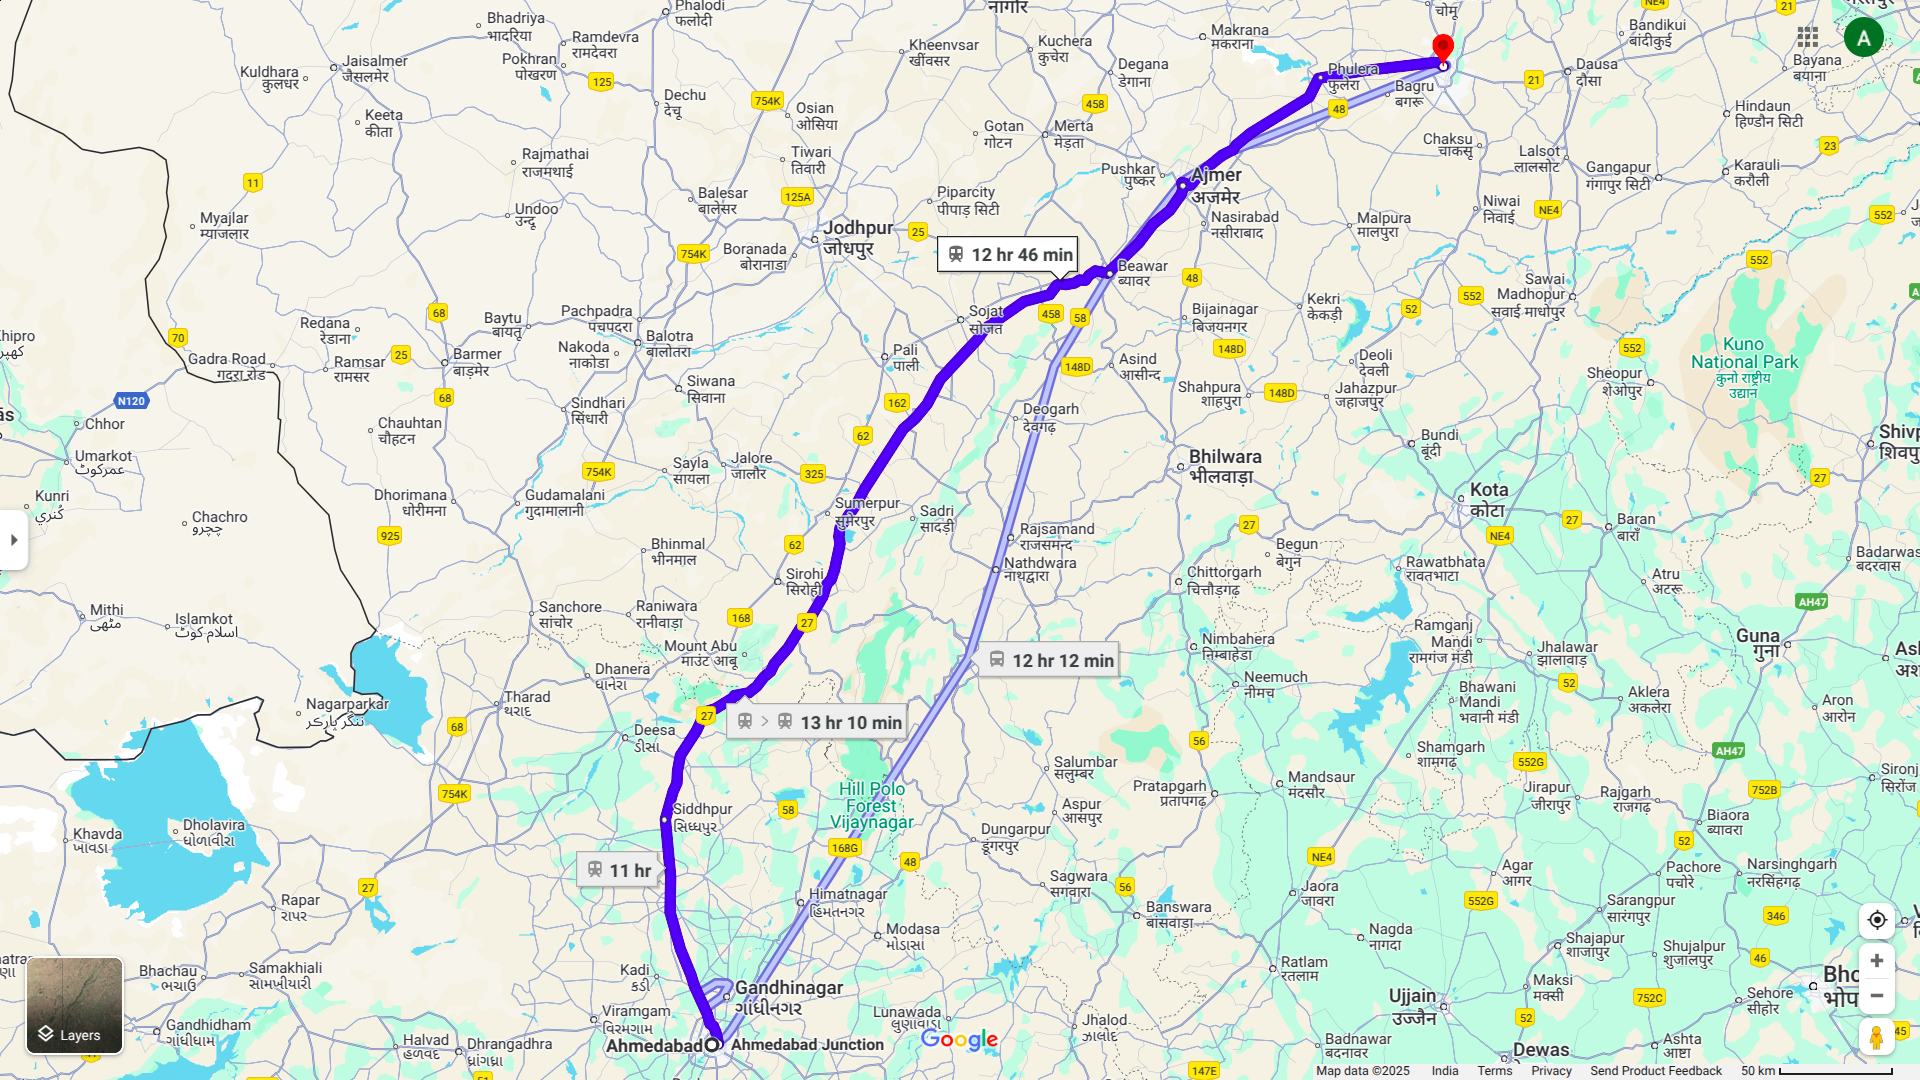 Phalodi
फलोदी
नागौर
चोमू
NE4
21
Bhadriya
भादरिया
Ramdevra
रामदेवरा
Kheenvsar
खींवसर
Kuchera
कुचेरा
Makrana
मकराना
Bandikui
बांदीकुई
A
Jaisalmer
जैसलमेर
Kuldhara
कुलधर
Pokhran
पोखरण
125
Degana
डेगाना
Phulera
फुलेरा
Bagru
बगरू
21
Dausa
दौसा
Bayana
बयाना
Dechu
देचू
754K
Osian
ओसिया
458
48
Hindaun
हिण्डौन सिटी
Keeta
कीता
Gotan
गोटन
Merta
मेड़ता
Chaksu
चाकसू
Lalsot
लालसोट
23
Rajmathai
राजमथाई
Tiwari
तिवारी
Pushkar
पुष्कर
Ajmer
अजमेर
Gangapur
गंगापुर सिटी
Karauli
करौली
11
Balesar
बालेसर
125A
Piparcity
पीपाड़ सिटी
Nasirabad
नसीराबाद
Malpura
मालपुरा
Niwai
निवाई
NE4
552
Myajlar
म्याजलार
Undoo
उन्दू
Jodhpur
जोधपुर
25
Boranada
बोरानाडा
754K
12 hr 46 min
Beawar
ब्यावर
48
552
Sawai
Madhopur
सवाई माधोपुर
552
Kekri
केकड़ी
52
Bijainagar
बिजयनगर
458
58
Sojat
सोजत
Pachpadra
पचपदरा
68
Baytu
बायतु
Redana
रेडाना
70
Gadra Road
गदरा रोड
Ramsar
रामसर
25
Barmer
बाड़मेर
Nakoda
नाकोडा
Balotra
बालोतरा
Pali
पाली
148D
148D
Asind
आसीन्द
Deoli
देवली
552
Kuno
National Park
कुनो राष्ट्रीय
उद्यान
Sheopur
श्योपुर
Siwana
सिवाना
68
N120
Chhor
Sindhari
सिंधारी
162
Shahpura
शाहपुरा
148D
Jahazpur
जहाजपुर
Deogarh
देवगढ़
Chauhtan
चौहटन
62
Bundi
बूंदी
Umarkot
عمرکوٹ
754K
Sayla
सायला
Jalore
जालौर
325
Bhilwara
भीलवाड़ा
27
Kunri
کُنری
Dhorimana
धोरीमना
Gudamalani
गुदामालानी
Sumerpur
सुमेरपुर
Sadri
सादड़ी
Kota
कोटा
Chachro
چچرو
925
Bhinmal
भीनमाल
62
Rajsamand
राजसमन्द
27
NE4
27
Baran
बाराँ
Sirohi
सिरोही
Nathdwara
नाथद्वारा
Begun
बेगुन
Chittorgarh
चित्तौड़गढ़
Rawatbhata
रावतभाटा
Atru
अटरू
Badarwas
बदरवास
Mithi
مٹھی
Islamkot
اسلام کوٹ
Sanchore
सांचोर
Raniwara
रानीवाड़ा
168
27
AH47
Mount Abu
माउंट आबू
Nimbahera
निम्बाहेडा
Ramganj
Mandi
रामगंज मंडी
Jhalawar
झालावाड़
Guna
गुना
12 hr 12 min
Dhanera
ધાનેરા
Neemuch
नीमच
52
Nagarparkar
ننگر پارکر
Tharad
થરાદ
68
27
13 hr 10 min
Bhawani
Mandi
भवानी मंडी
Aklera
अकलेरा
Aron
आरोन
Deesa
ડીસા
56
AH47
Salumbar
सलुम्बर
Shamgarh
शामगढ़
552G
754K
Hill Polo
Forest
Vijaynagar
Siddhpur
સિધ્ધપુર
58
Pratapgarh
प्रतापगढ़
Mandsaur
मंदसौर
Jirapur
जीरापुर
Rajgarh
राजगढ़
752B
Aspur
आसपुर
Biaora
ब्यावरा
Khavda
ખાવડા
Dholavira
ધોળાવીરા
168G
48
Dungarpur
डूंगरपुर
NE4
52
11 hr
Sagwara
सागवारा
56
Jaora
जावरा
Agar
आगर
Pachore
पचोरे
Narsinghgarh
नरसिंहगढ़
27
Himatnagar
હિંમતનગર
Rapar
રાપર
Banswara
बांसवाड़ा
552G
Sarangpur
सारंगपुर
346
Modasa
મોડાસા
Nagda
नागदा
Shajapur
शाजापुर
Shujalpur
शुजालपुर
46
Bhachau
ભચાઉ
Samakhiali
સામખીયારી
Kadi
કડી
Ratlam
रतलाम
Maksi
मक्सी
Gandhinagar
ગાંધીનગર
Ujjain
उज्जैन
752C
Sehore
सीहोर
Viramgam
વિરમગામ
Lunawada
લુણાવાડા
Jhalod
ઝાલોદ
52
Layers
Gandhidham
ગાંધીધામ
Halvad
હળવદ
Dhrangadhra
ધ્રાંગધ્રા
Ahmedabad
Ahmedabad Junction
Google
Badnawar
बदनावर
Dewas
देवास
Ashta
आष्टा
147E
Map data ©2025
India
Terms
Privacy
Send Product Feedback
50 km